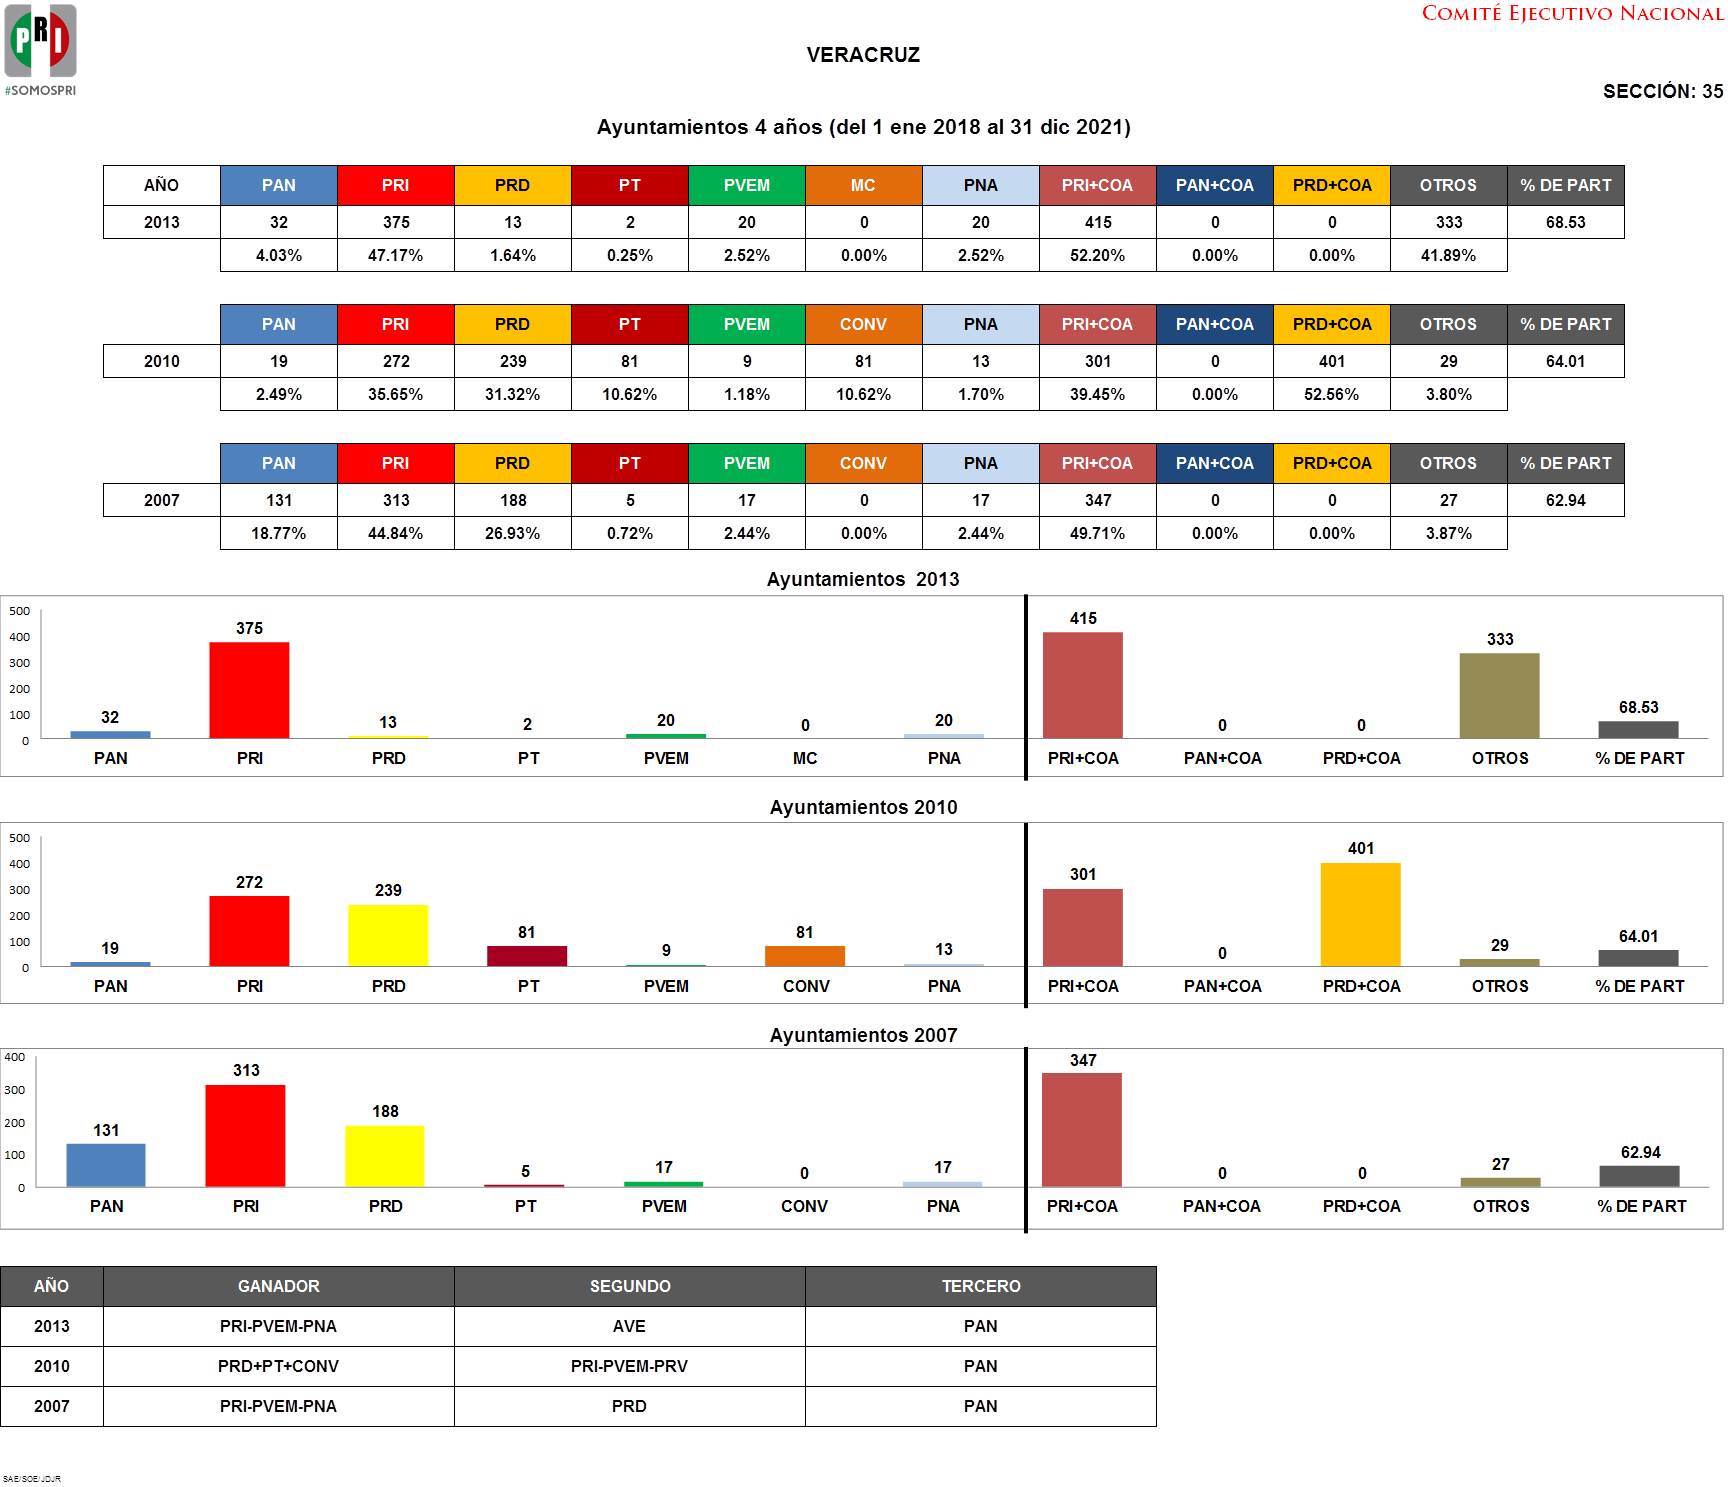 COMITÉ EJECUTIVO NACIONAL
PRI
#SOMOSPRI
VERACRUZ
SECCIÓN: 35
Ayuntamientos 4 años (del 1 ene 2018 al 31 dic 2021)
AÑO PAN PRI PRD PT PVEM MC PNA PRI+COA PAN+COA PRD+COA OTROS % DE PART
2013 32 375 13 2 20 0 20 415 0 0 333 68.53
4.03% 47.17% 1.64% 0.25% 2.52% 0.00% 2.52% 52.20% 0.00% 0.00% 41.89%
PAN PRI PRD PT PVEM CONV PNA PRI+COA PAN+COA PRD+COA OTROS % DE PART
2010 19 272 239 81 9 81 13 301 0 401 29 64.01
2.49% 35.65% 31.32% 10.62% 1.18% 10.62% 1.70% 39.45% 0.00% 52.56% 3.80%
PAN PRI PRD PT PVEM CONV PNA PRI+COA PAN+COA PRD+COA OTROS % DE PART
2007 131 313 188 5 17 0 17 347 0 0 27 62.94
18.77% 44.84% 26.93% 0.72% 2.44% 0.00% 2.44% 49.71% 0.00% 0.00% 3.87%
Ayuntamientos 2013
500
400
300
200
100
0
32 375 13 2 20 0 20 415 0 0 333 68.53
PAN PRI PRD PT PVEM MC PNA PRI+COA PAN+COA PRD+COA OTROS % DE PART
Ayuntamientos 2010
500
400
300
200
100
0
19 272 239 81 9 81 13 301 0 401 29 64.01
PAN PRI PRD PT PVEM CONV PNA PRI+COA PAN+COA PRD+COA OTROS % DE PART
Ayuntamientos 2007
400
300
200
100
0
131 313 188 5 17 0 17 347 0 0 27 62.94
PAN PRI PRD PT PVEM CONV PNA PRI+COA PAN+COA PRD+COA OTROS % DE PART
AÑO GANADOR SEGUNDO TERCERO
2013 PRI-PVEM-PNA AVE PAN
2010 PRD+PT+CONV PRI-PVEM-PRV PAN
2007 PRI-PVEM-PNA PRD PAN
SAE/SOE/JDJR